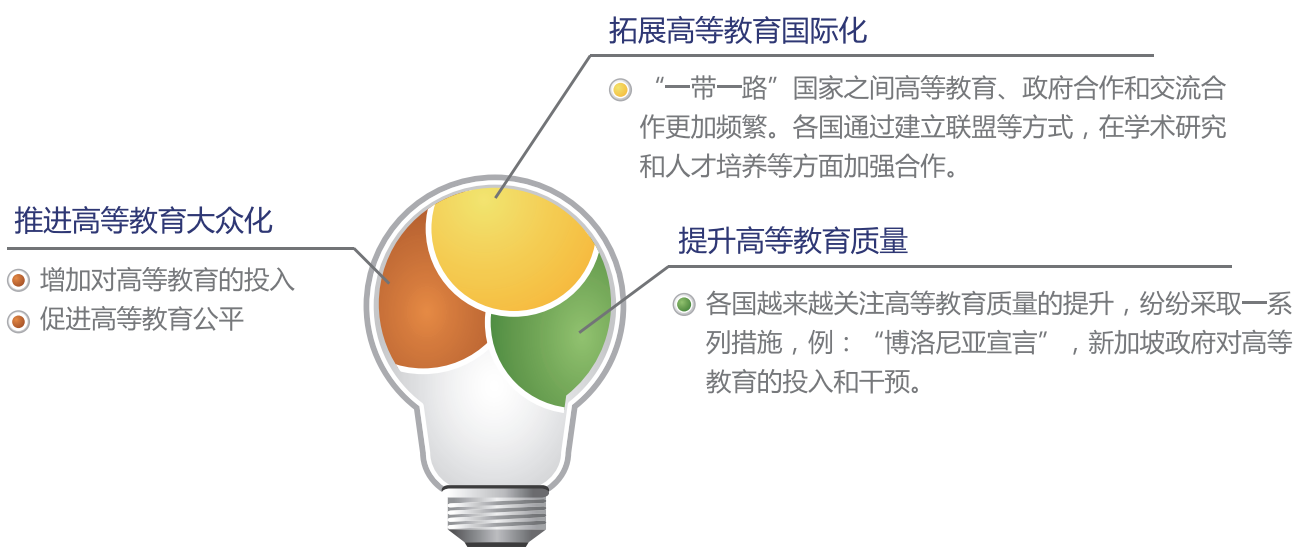 拓展高等教育国际化
“一带一路”国家之间高等教育、政府合作和交流合
作更加频繁。各国通过建立联盟等方式，在学术研究
和人才培养等方面加强合作。
推进高等教育大众化
增加对高等教育的投入
促进高等教育公平
提升高等教育质量
各国越来越关注高等教育质量的提升，纷纷采取一系
列措施，例：“博洛尼亚宣言”，新加坡政府对高等
教育的投入和干预。